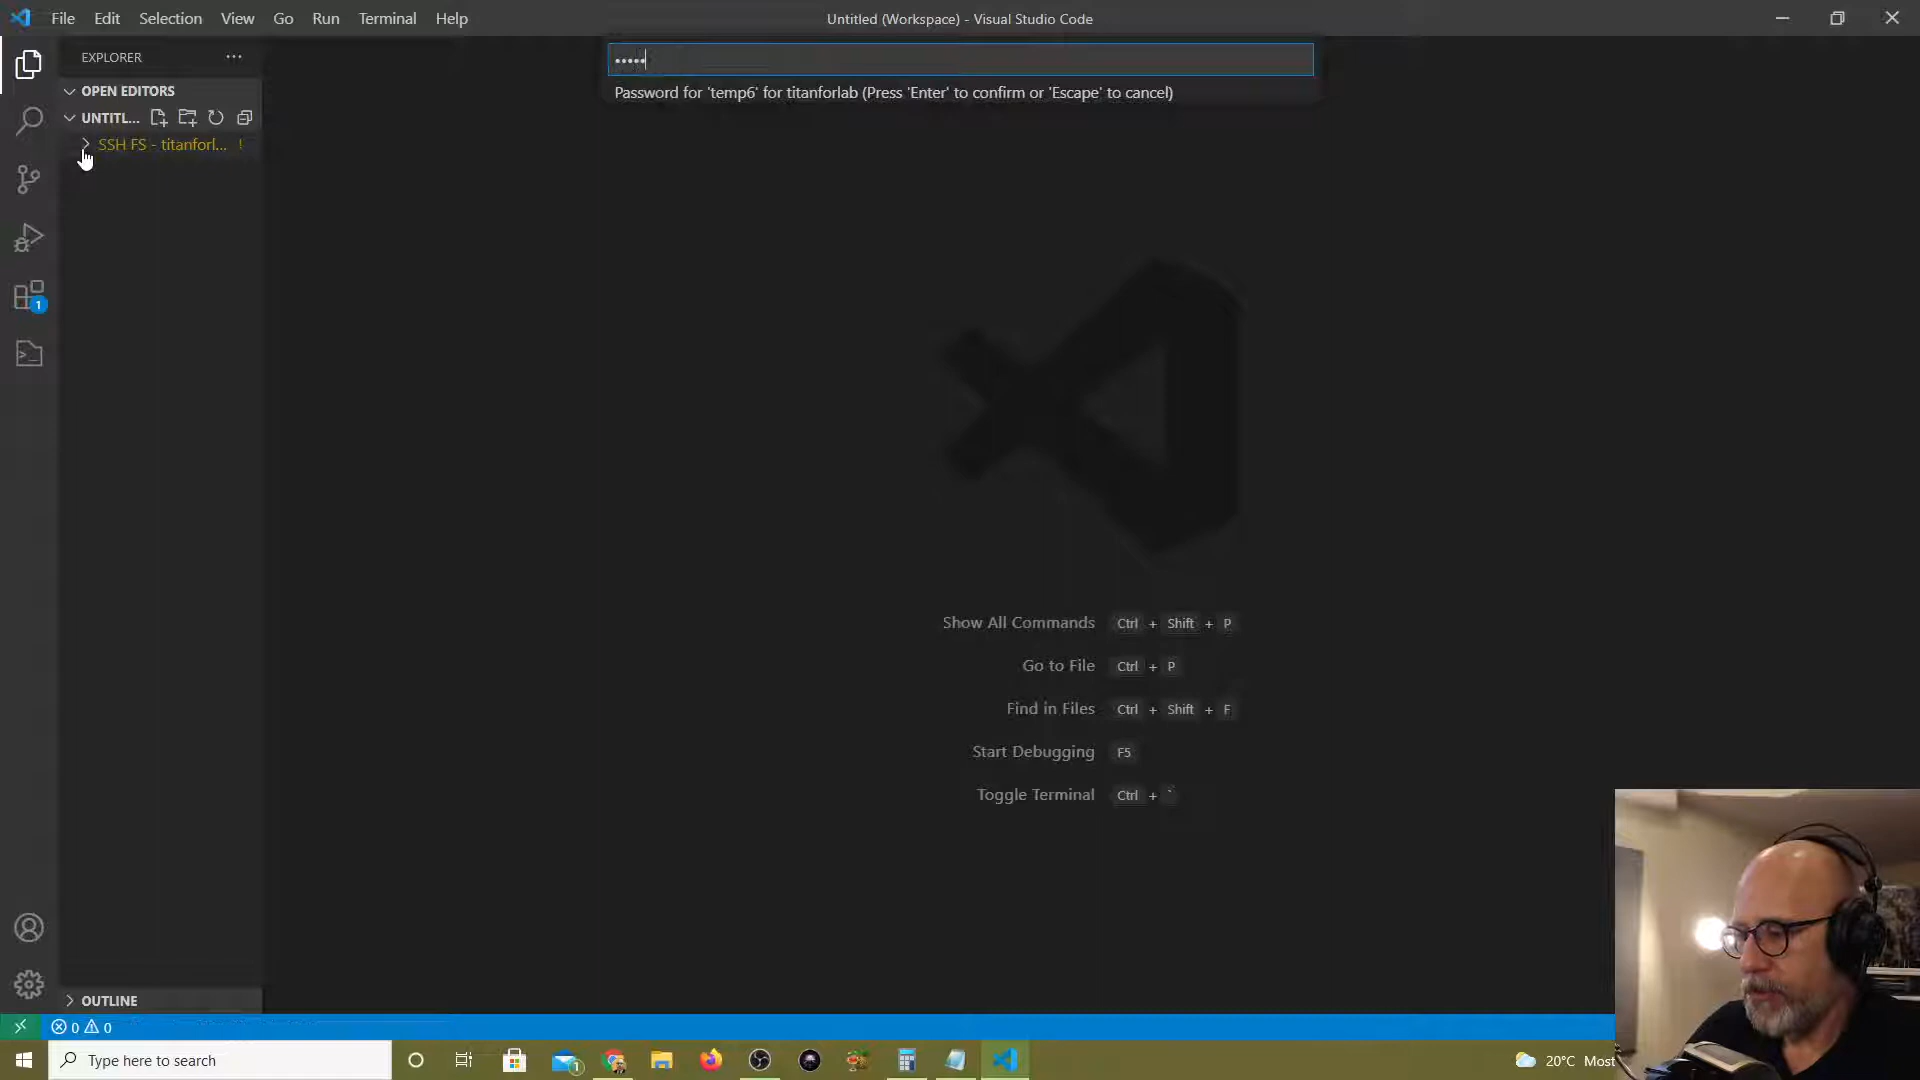 File Edit Selection View Go Run Terminal Help
Untitled (Workspace) - Visual Studio Code
EXPLORER
•••••
Password for 'temp6' for titanforlab (Press 'Enter' to confirm or 'Escape' to cancel)
OPEN EDITORS
UNTITL...
SSH FS - titanforl... !
1
Show All Commands Ctrl + Shift + P
Go to File Ctrl + P
Find in Files Ctrl + Shift + F
Start Debugging F5
Toggle Terminal Ctrl + `
OUTLINE
0 0
Type here to search
1
20°C Most